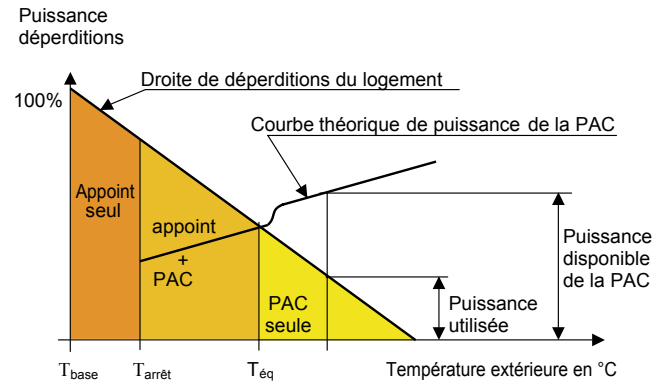 Puissance
déperditions
Droite de déperditions du logement
100%
Courbe théorique de puissance de la PAC
Appoint
seul
appoint
+
PAC
PAC
seule
Puissance
utilisée
Puissance
disponible
de la PAC
Tbase
Tarrêt
Téq
Température extérieure en °C